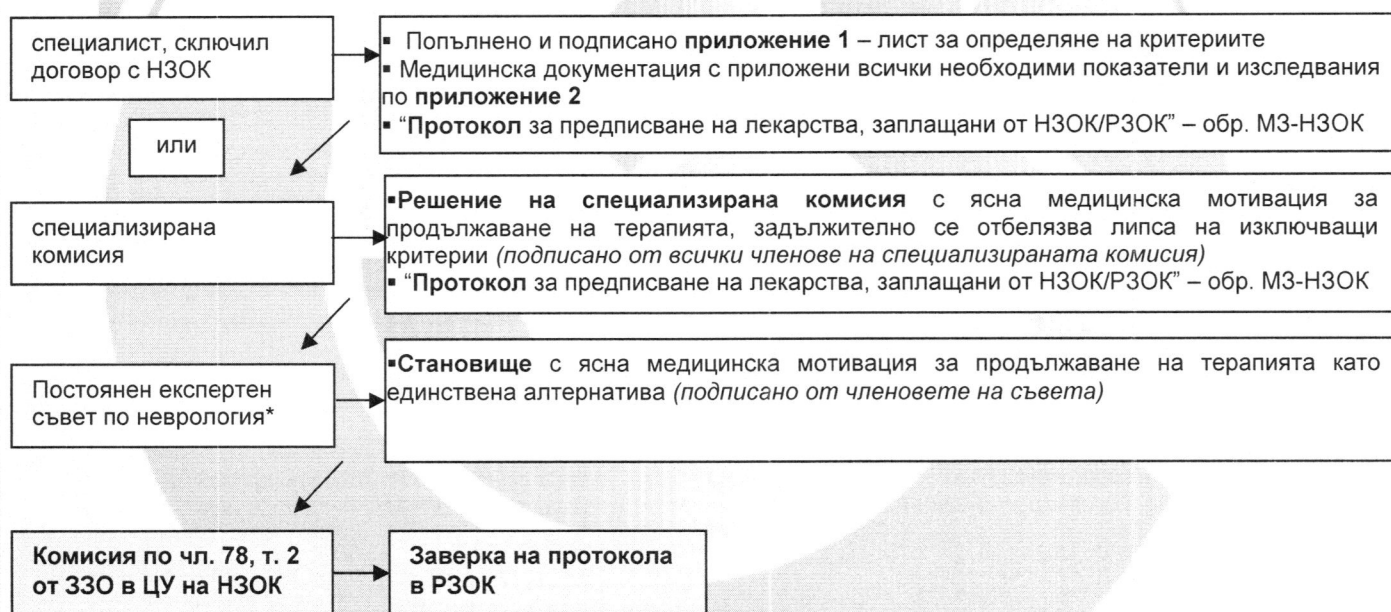 специалист, сключил
договор с НЗОК
▪ Попълнено и подписано приложение 1 – лист за определяне на критериите
▪ Медицинска документация с приложени всички необходими показатели и изследвания
по приложение 2
▪ “Протокол за предписване на лекарства, заплащани от НЗОК/РЗОК” – обр. МЗ-НЗОК
или
специализирана
комисия
▪Решение на специализирана комисия с ясна медицинска мотивация за
продължаване на терапията, задължително се отбелязва липса на изключващи
критерии (подписано от всички членове на специализираната комисия)
▪ “Протокол за предписване на лекарства, заплащани от НЗОК/РЗОК” – обр. МЗ-НЗОК
Постоянен експертен
съвет по неврология*
▪Становище с ясна медицинска мотивация за продължаване на терапията като
единствена алтернатива (подписано от членовете на съвета)
Комисия по чл. 78, т. 2
от ЗЗО в ЦУ на НЗОК
Заверка на протокола
в РЗОК